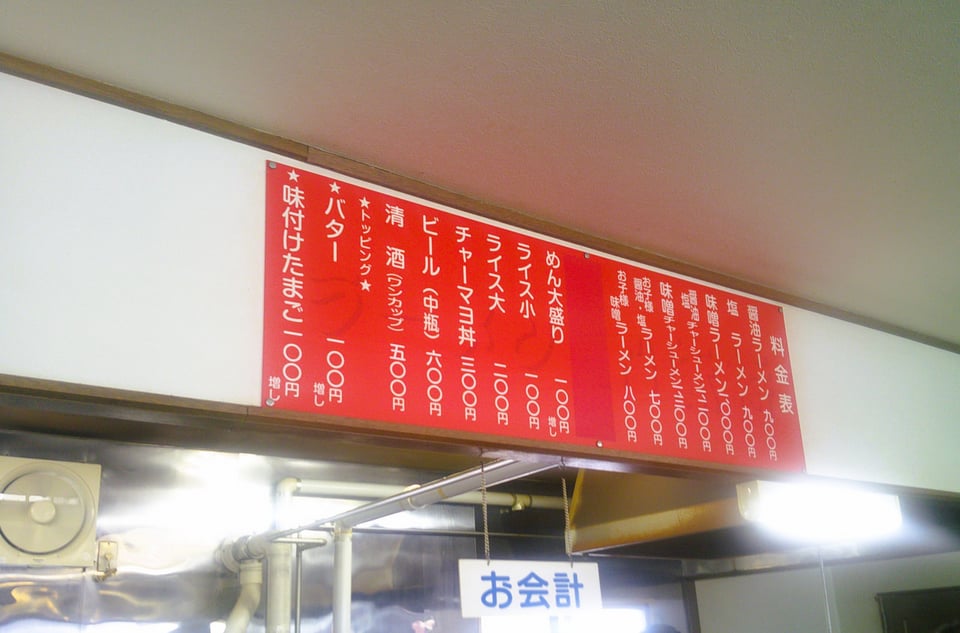 料金表
醤油ラーメン 九〇〇円
塩 ラーメン 九〇〇円
味噌ラーメン 一〇〇〇円
醤油・塩 チャーシューメン 一二〇〇円
味噌チャーシューメン 一三〇〇円
お子様 醤油・塩 ラーメン 七〇〇円
お子様 味噌 ラーメン 八〇〇円
めん大盛り 一〇〇円増し
ライス小 一〇〇円
ライス大 二〇〇円
チャーマヨ丼 三〇〇円
ビール（中瓶） 六〇〇円
清酒（ワンカップ） 五〇〇円
★トッピング★
★バター 一〇〇円増し
★味付けたまご 一〇〇円増し
お会計